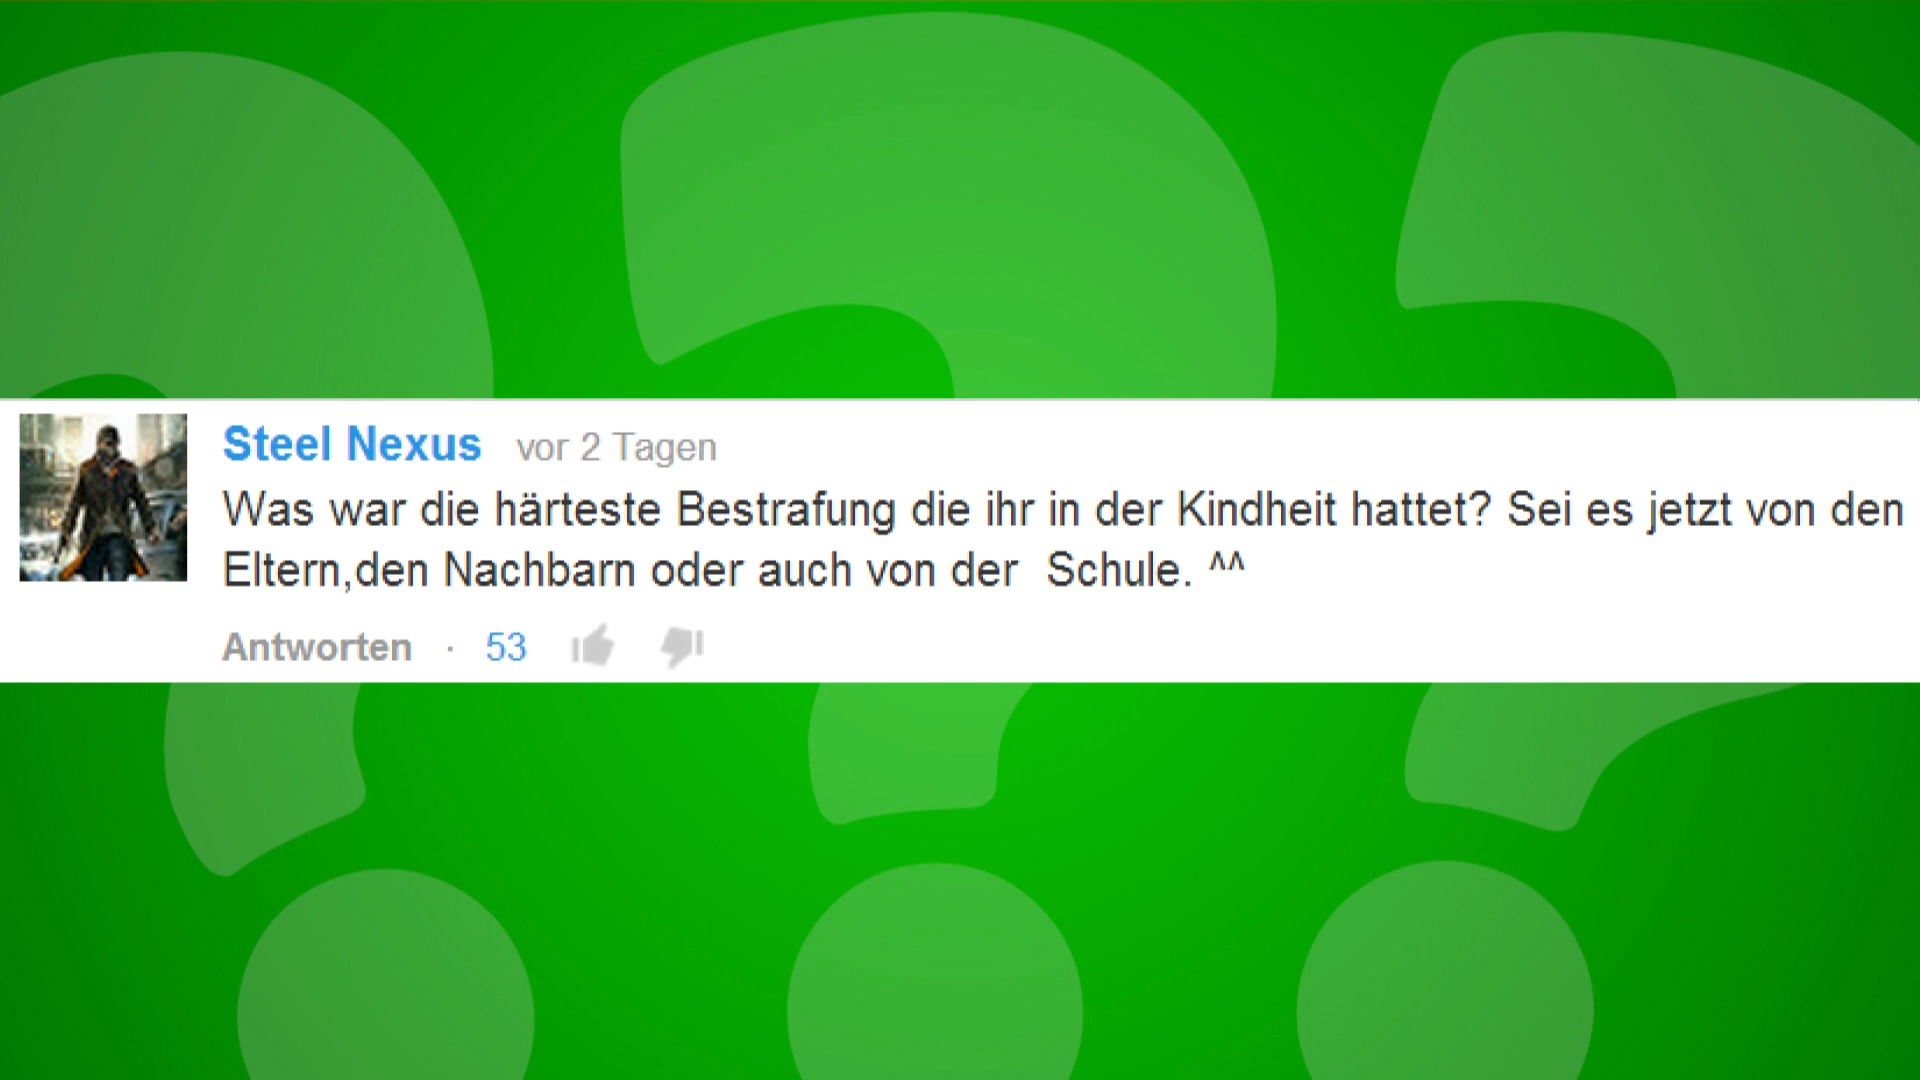 Steel Nexus vor 2 Tagen
Was war die härteste Bestrafung die ihr in der Kindheit hattet? Sei es jetzt von den
Eltern,den Nachbarn oder auch von der  Schule. ^^
Antworten · 53